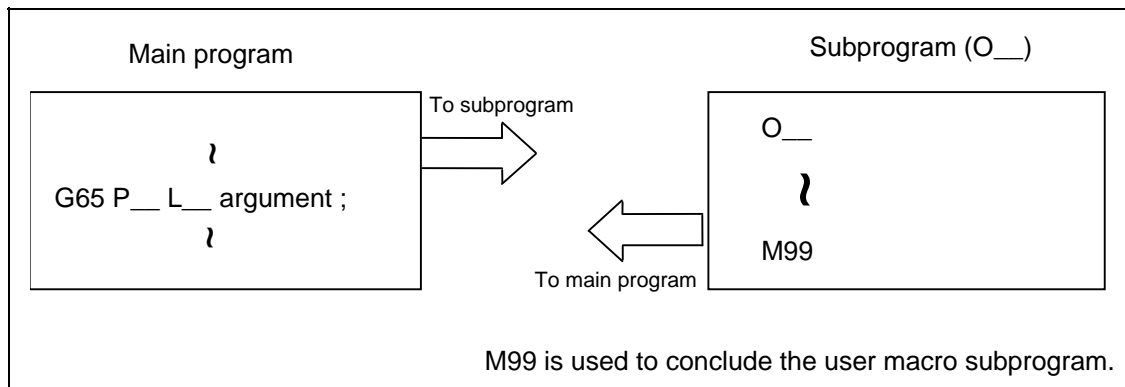 Main program
Subprogram (O__)
To subprogram
O__
~
~
G65 P__ L__ argument ;
~
M99
To main program
M99 is used to conclude the user macro subprogram.